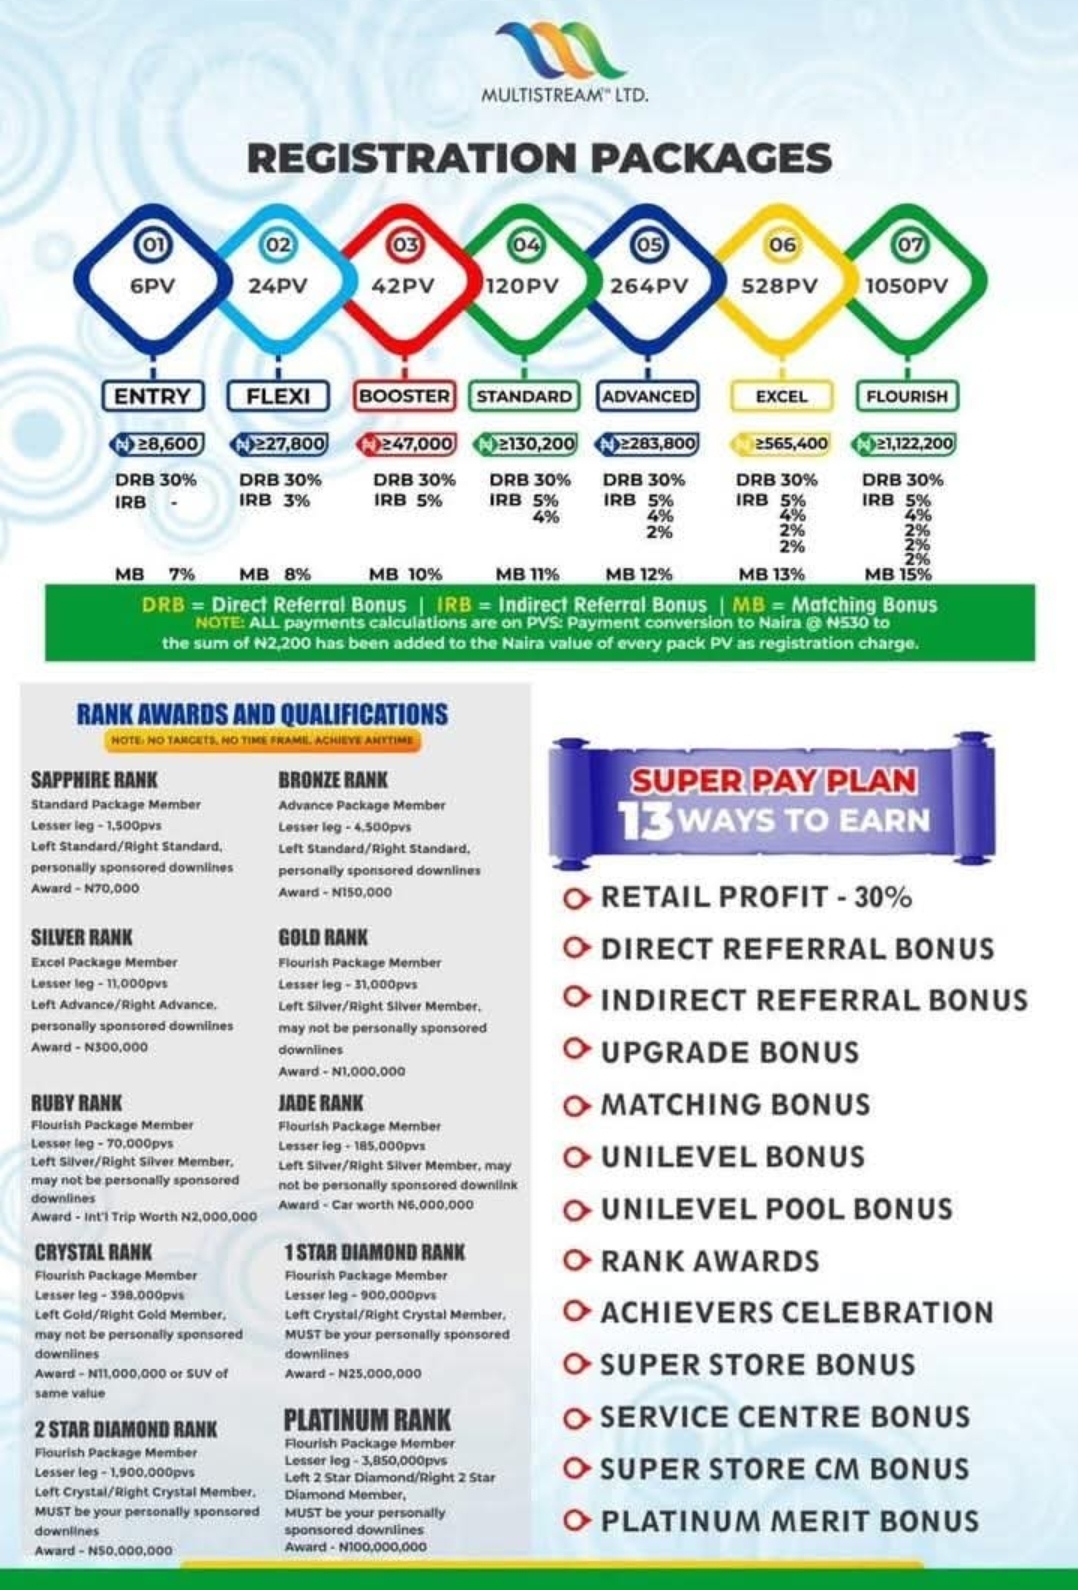 MULTISTREAM™ LTD.
REGISTRATION PACKAGES
01 02 03 04 05 06 07
6PV 24PV 42PV 120PV 264PV 528PV 1050PV
ENTRY FLEXI BOOSTER STANDARD ADVANCED EXCEL FLOURISH
₦≥8,600 ₦≥27,800 ₦≥47,000 ₦≥130,200 ₦≥283,800 ₦≥565,400 ₦≥1,122,200
DRB 30% DRB 30% DRB 30% DRB 30% DRB 30% DRB 30% DRB 30%
IRB - IRB 3% IRB 5% IRB 5% IRB 5% IRB 5% IRB 5%
4% 4% 4% 4%
2% 2% 2%
2% 2%
2%
MB 7% MB 8% MB 10% MB 11% MB 12% MB 13% MB 15%
DRB = Direct Referral Bonus | IRB = Indirect Referral Bonus | MB = Matching Bonus
NOTE: ALL payments calculations are on PVS: Payment conversion to Naira @ ₦530 to
the sum of ₦2,200 has been added to the Naira value of every pack PV as registration charge.
RANK AWARDS AND QUALIFICATIONS
NOTE: NO TARGETS, NO TIME FRAME, ACHIEVE ANYTIME
SAPPHIRE RANK
Standard Package Member
Lesser leg - 1,500pvs
Left Standard/Right Standard,
personally sponsored downlines
Award - N70,000
BRONZE RANK
Advance Package Member
Lesser leg - 4,500pvs
Left Standard/Right Standard,
personally sponsored downlines
Award - N150,000
SILVER RANK
Excel Package Member
Lesser leg - 11,000pvs
Left Advance/Right Advance,
personally sponsored downlines
Award - N300,000
GOLD RANK
Flourish Package Member
Lesser leg - 31,000pvs
Left Silver/Right Silver Member,
may not be personally sponsored
downlines
Award - N1,000,000
RUBY RANK
Flourish Package Member
Lesser leg - 70,000pvs
Left Silver/Right Silver Member,
may not be personally sponsored
downlines
Award - Int'l Trip Worth N2,000,000
JADE RANK
Flourish Package Member
Lesser leg - 185,000pvs
Left Silver/Right Silver Member, may
not be personally sponsored downlink
Award - Car worth N6,000,000
CRYSTAL RANK
Flourish Package Member
Lesser leg - 398,000pvs
Left Gold/Right Gold Member,
may not be personally sponsored
downlines
Award - N11,000,000 or SUV of
same value
1 STAR DIAMOND RANK
Flourish Package Member
Lesser leg - 900,000pvs
Left Crystal/Right Crystal Member,
MUST be your personally sponsored
downlines
Award - N25,000,000
2 STAR DIAMOND RANK
Flourish Package Member
Lesser leg - 1,900,000pvs
Left Crystal/Right Crystal Member,
MUST be your personally sponsored
downlines
Award - N50,000,000
PLATINUM RANK
Flourish Package Member
Lesser leg - 3,850,000pvs
Left 2 Star Diamond/Right 2 Star
Diamond Member,
MUST be your personally
sponsored downlines
Award - N100,000,000
SUPER PAY PLAN
13 WAYS TO EARN
RETAIL PROFIT - 30%
DIRECT REFERRAL BONUS
INDIRECT REFERRAL BONUS
UPGRADE BONUS
MATCHING BONUS
UNILEVEL BONUS
UNILEVEL POOL BONUS
RANK AWARDS
ACHIEVERS CELEBRATION
SUPER STORE BONUS
SERVICE CENTRE BONUS
SUPER STORE CM BONUS
PLATINUM MERIT BONUS